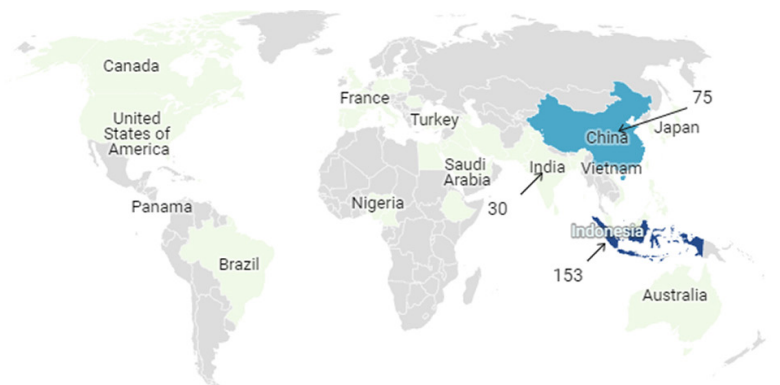 Canada
United
States of
America
Panama
Brazil
France
Turkey
Saudi
Arabia
Nigeria
India
30
China
75
Japan
Vietnam
Indonesia
153
Australia